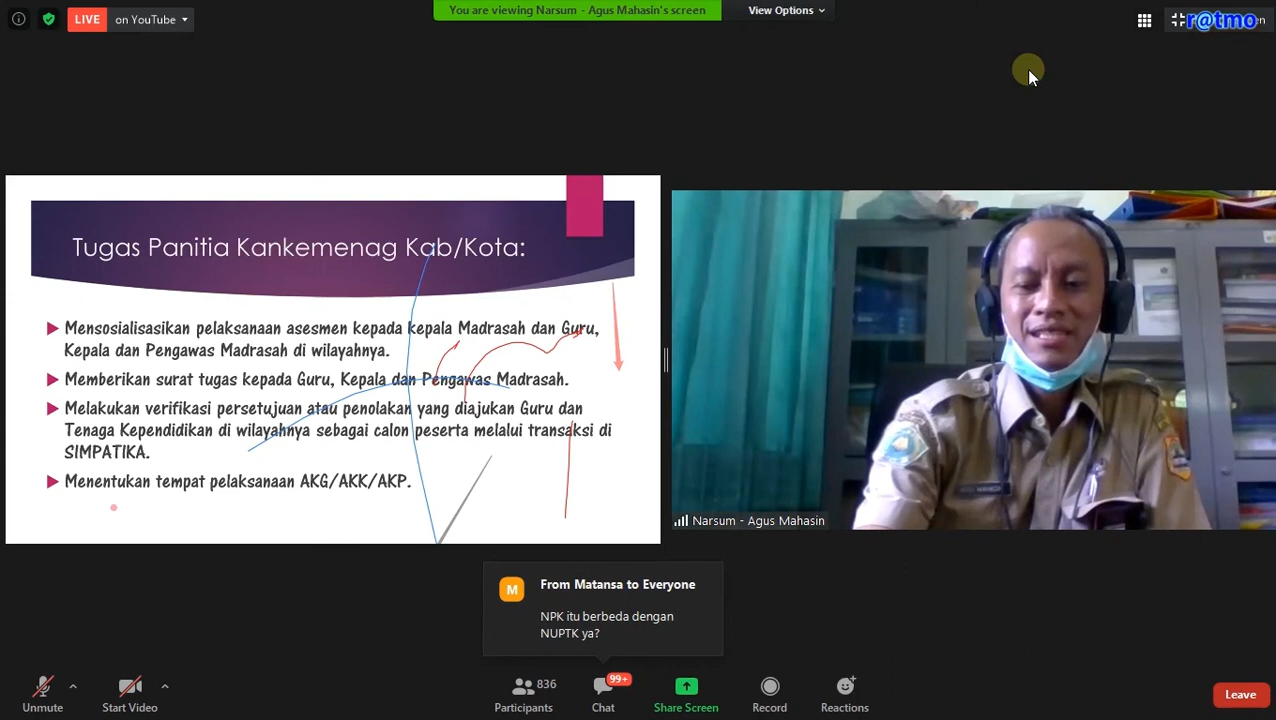 LIVE on YouTube
You are viewing Narsum - Agus Mahasin's screen
View Options
r@tmo
Tugas Panitia Kankemenag Kab/Kota:
Mensosialisasikan pelaksanaan asesmen kepada kepala Madrasah dan Guru,
Kepala dan Pengawas Madrasah di wilayahnya.
Memberikan surat tugas kepada Guru, Kepala dan Pengawas Madrasah.
Melakukan verifikasi persetujuan atau penolakan yang diajukan Guru dan
Tenaga Kependidikan di wilayahnya sebagai calon peserta melalui transaksi di
SIMPATIKA.
Menentukan tempat pelaksanaan AKG/AKK/AKP.
Narsum - Agus Mahasin
M
From Matansa to Everyone
NPK itu berbeda dengan
NUPTK ya?
Unmute
Start Video
836
Participants
99+
Chat
Share Screen
Record
Reactions
Leave